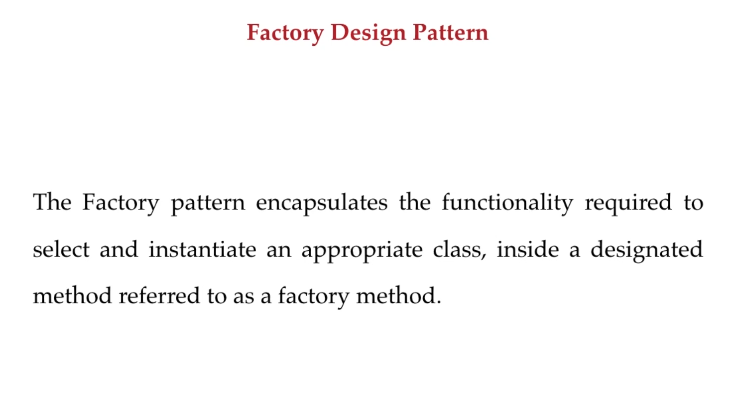 Factory Design Pattern
The Factory pattern encapsulates the functionality required to
select and instantiate an appropriate class, inside a designated
method referred to as a factory method.